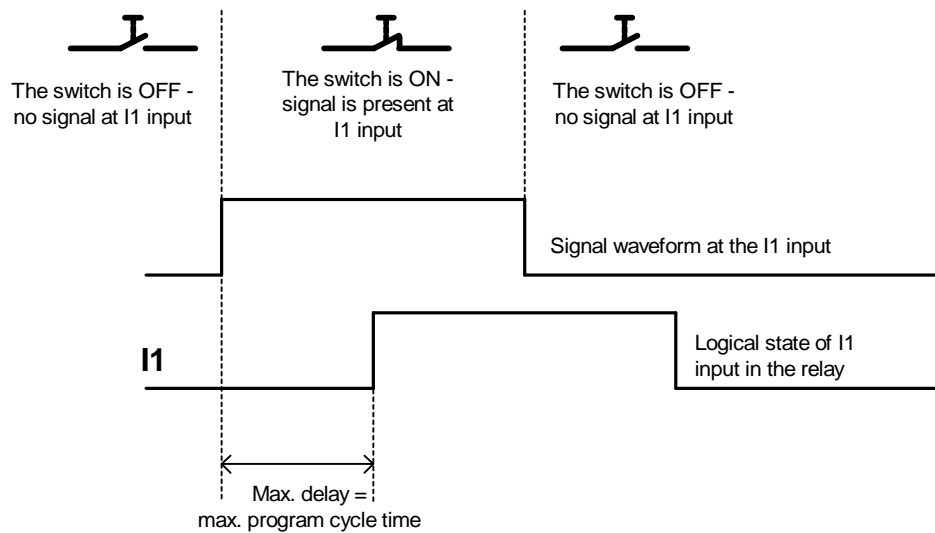 The switch is OFF -
no signal at I1 input
The switch is ON -
signal is present at
I1 input
The switch is OFF -
no signal at I1 input
Signal waveform at the I1 input
I1
Logical state of I1
input in the relay
Max. delay =
max. program cycle time